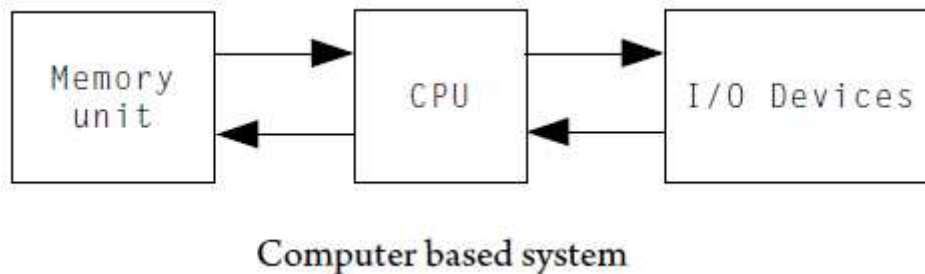 Memory
unit
CPU
I/O Devices
Computer based system